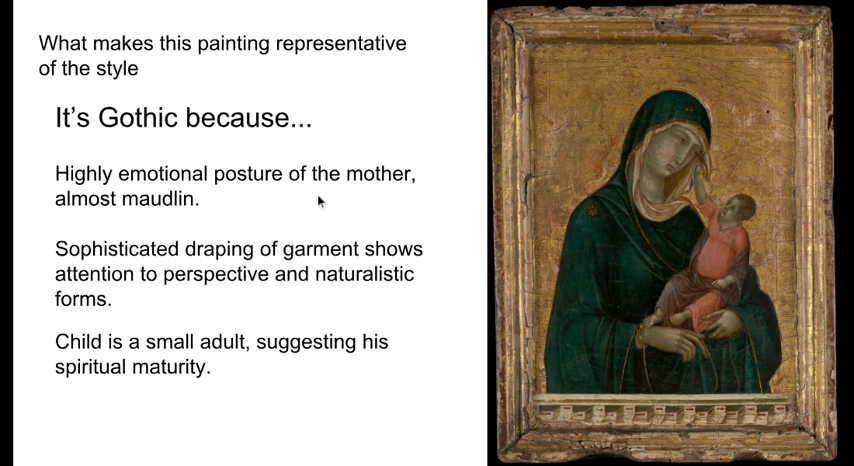 What makes this painting representative
of the style
It’s Gothic because...
Highly emotional posture of the mother,
almost maudlin.
Sophisticated draping of garment shows
attention to perspective and naturalistic
forms.
Child is a small adult, suggesting his
spiritual maturity.